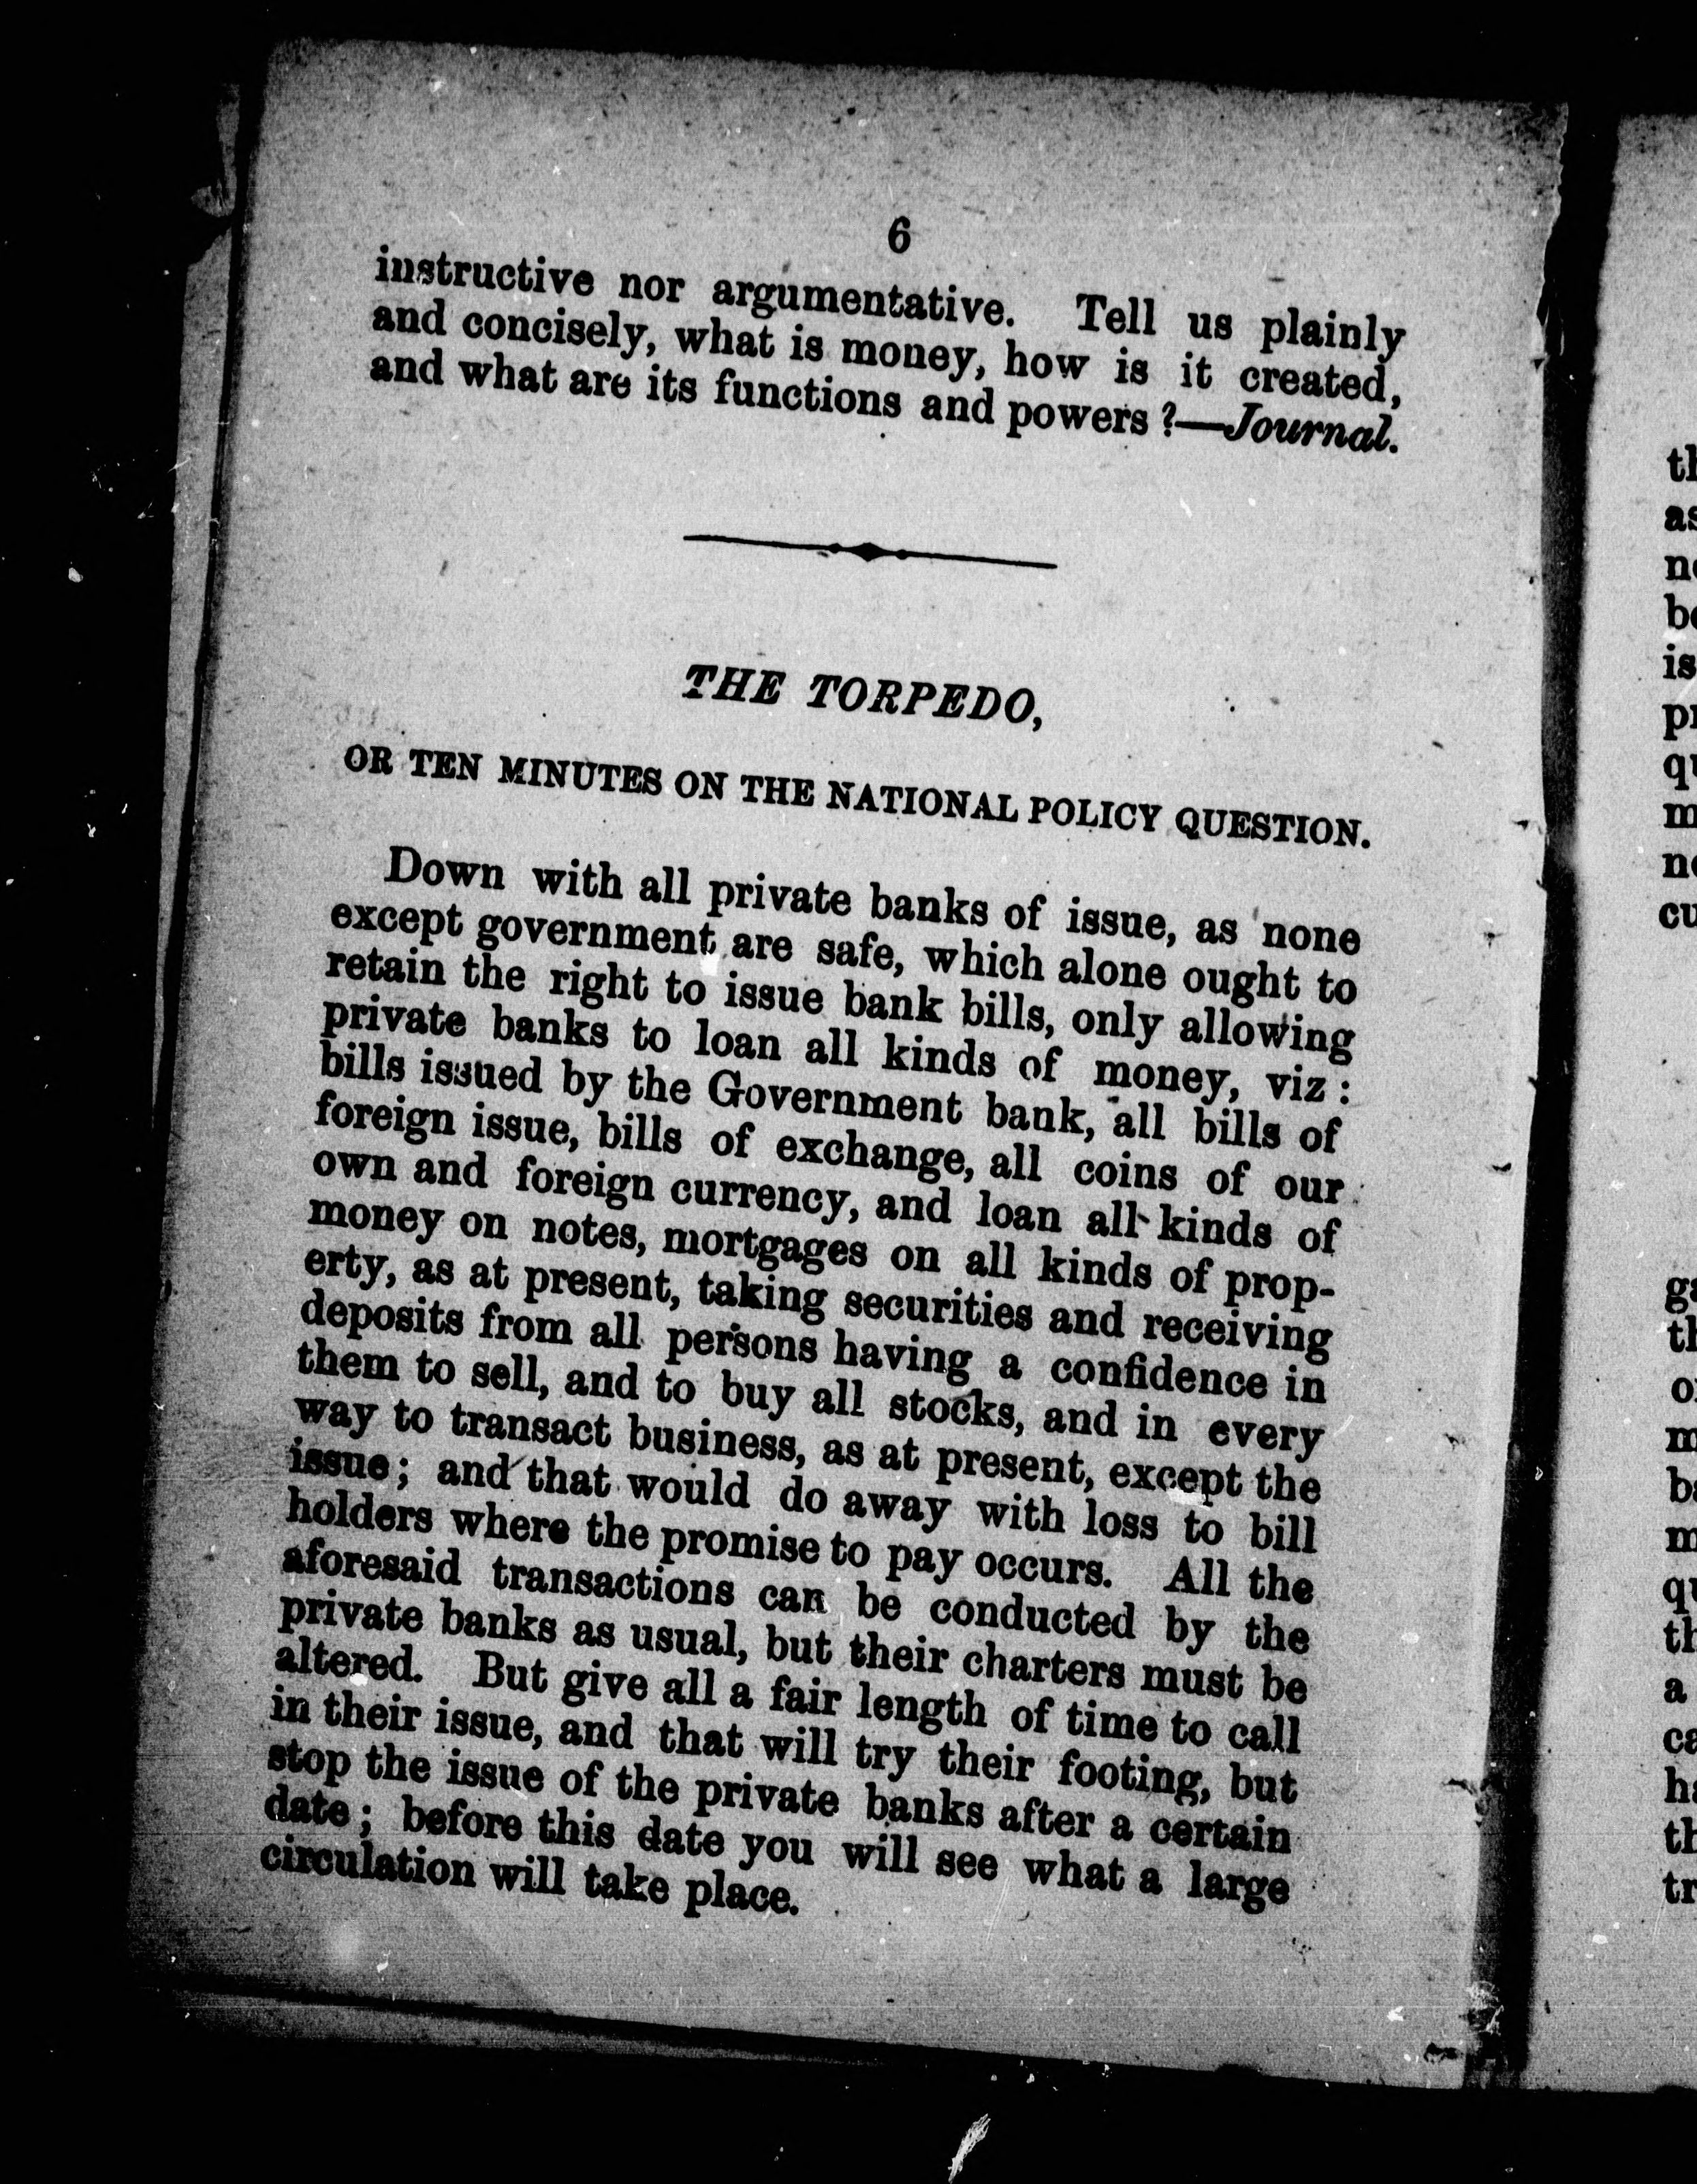 6
instructive nor argumentative. Tell us plainly
and concisely, what is money, how is it created,
and what are its functions and powers ?—Journal.
THE TORPEDO,
OR TEN MINUTES ON THE NATIONAL POLICY QUESTION.
Down with all private banks of issue, as none
except government are safe, which alone ought to
retain the right to issue bank bills, only allowing
private banks to loan all kinds of money, viz :
bills issued by the Government bank, all bills of
foreign issue, bills of exchange, all coins of our
own and foreign currency, and loan all kinds of
money on notes, mortgages on all kinds of prop-
erty, as at present, taking securities and receiving
deposits from all persons having a confidence in
them to sell, and to buy all stocks, and in every
way to transact business, as at present, except the
issue; and that would do away with loss to bill
holders where the promise to pay occurs. All the
aforesaid transactions can be conducted by the
private banks as usual, but their charters must be
altered. But give all a fair length of time to call
in their issue, and that will try their footing, but
stop the issue of the private banks after a certain
date; before this date you will see what a large
circulation will take place.